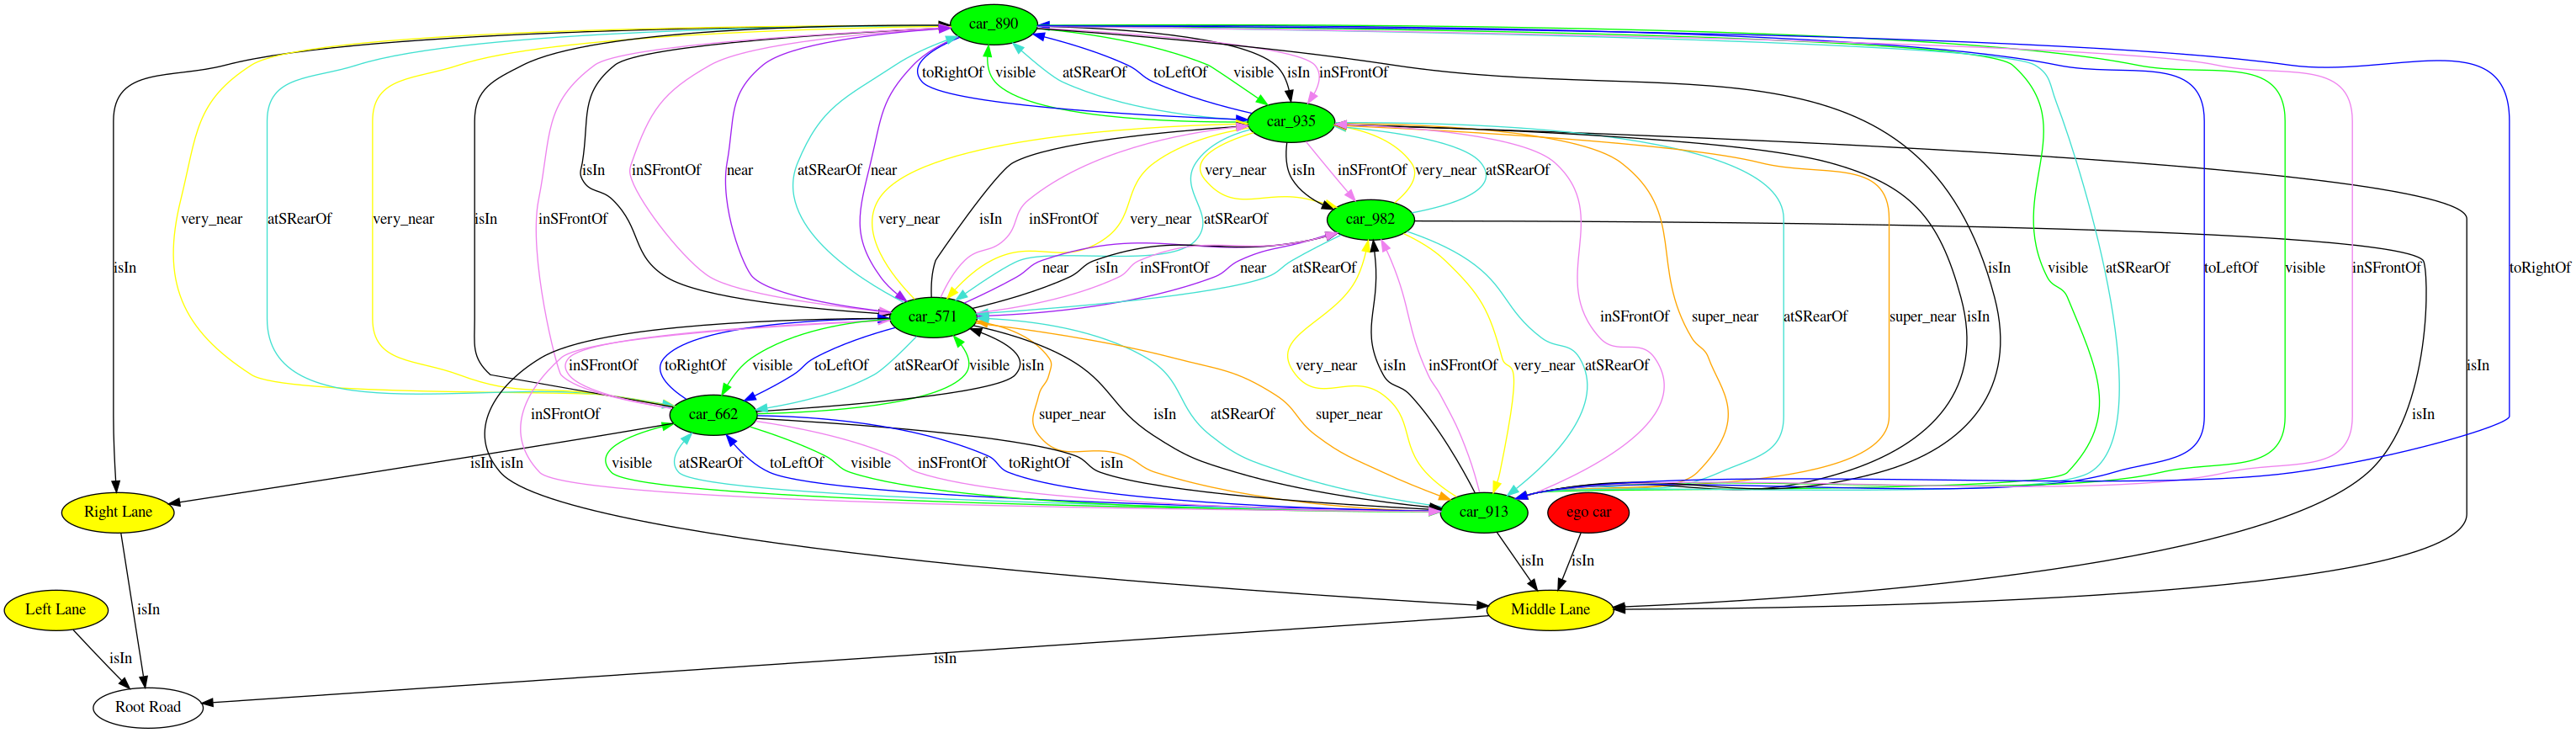 car_890
toRightOf visible atSRearOf toLeftOf visible isIn inSFrontOf
car_935
isIn inSFrontOf near atSRearOf near very_near isIn inSFrontOf very_near atSRearOf
very_near atSRearOf very_near isIn inSFrontOf very_near isIn inSFrontOf very_near atSRearOf
car_982
isIn near isIn inSFrontOf near atSRearOf isIn visible atSRearOf toLeftOf visible inSFrontOf toRightOf
car_571
inSFrontOf super_near atSRearOf super_near isIn
inSFrontOf toRightOf visible toLeftOf atSRearOf visible isIn very_near isIn inSFrontOf very_near atSRearOf isIn
car_662
inSFrontOf super_near isIn atSRearOf super_near isIn
isIn isIn visible atSRearOf toLeftOf visible inSFrontOf toRightOf isIn
Right Lane
car_913
ego car
isIn isIn
Left Lane
isIn
Middle Lane
isIn isIn
Root Road